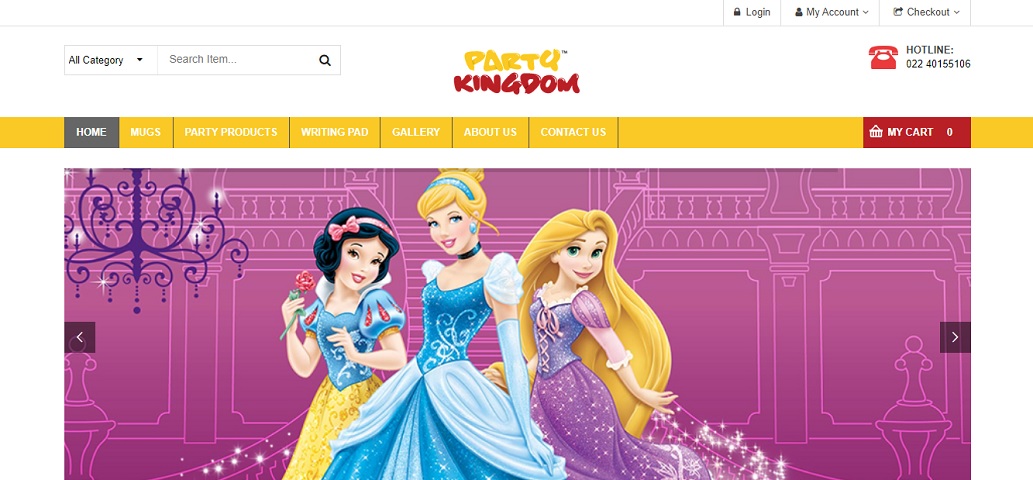 Login
My Account
Checkout
All Category
Search Item...
PARTY™
KINGDOM
HOTLINE:
022 40155106
HOME
MUGS
PARTY PRODUCTS
WRITING PAD
GALLERY
ABOUT US
CONTACT US
MY CART 0